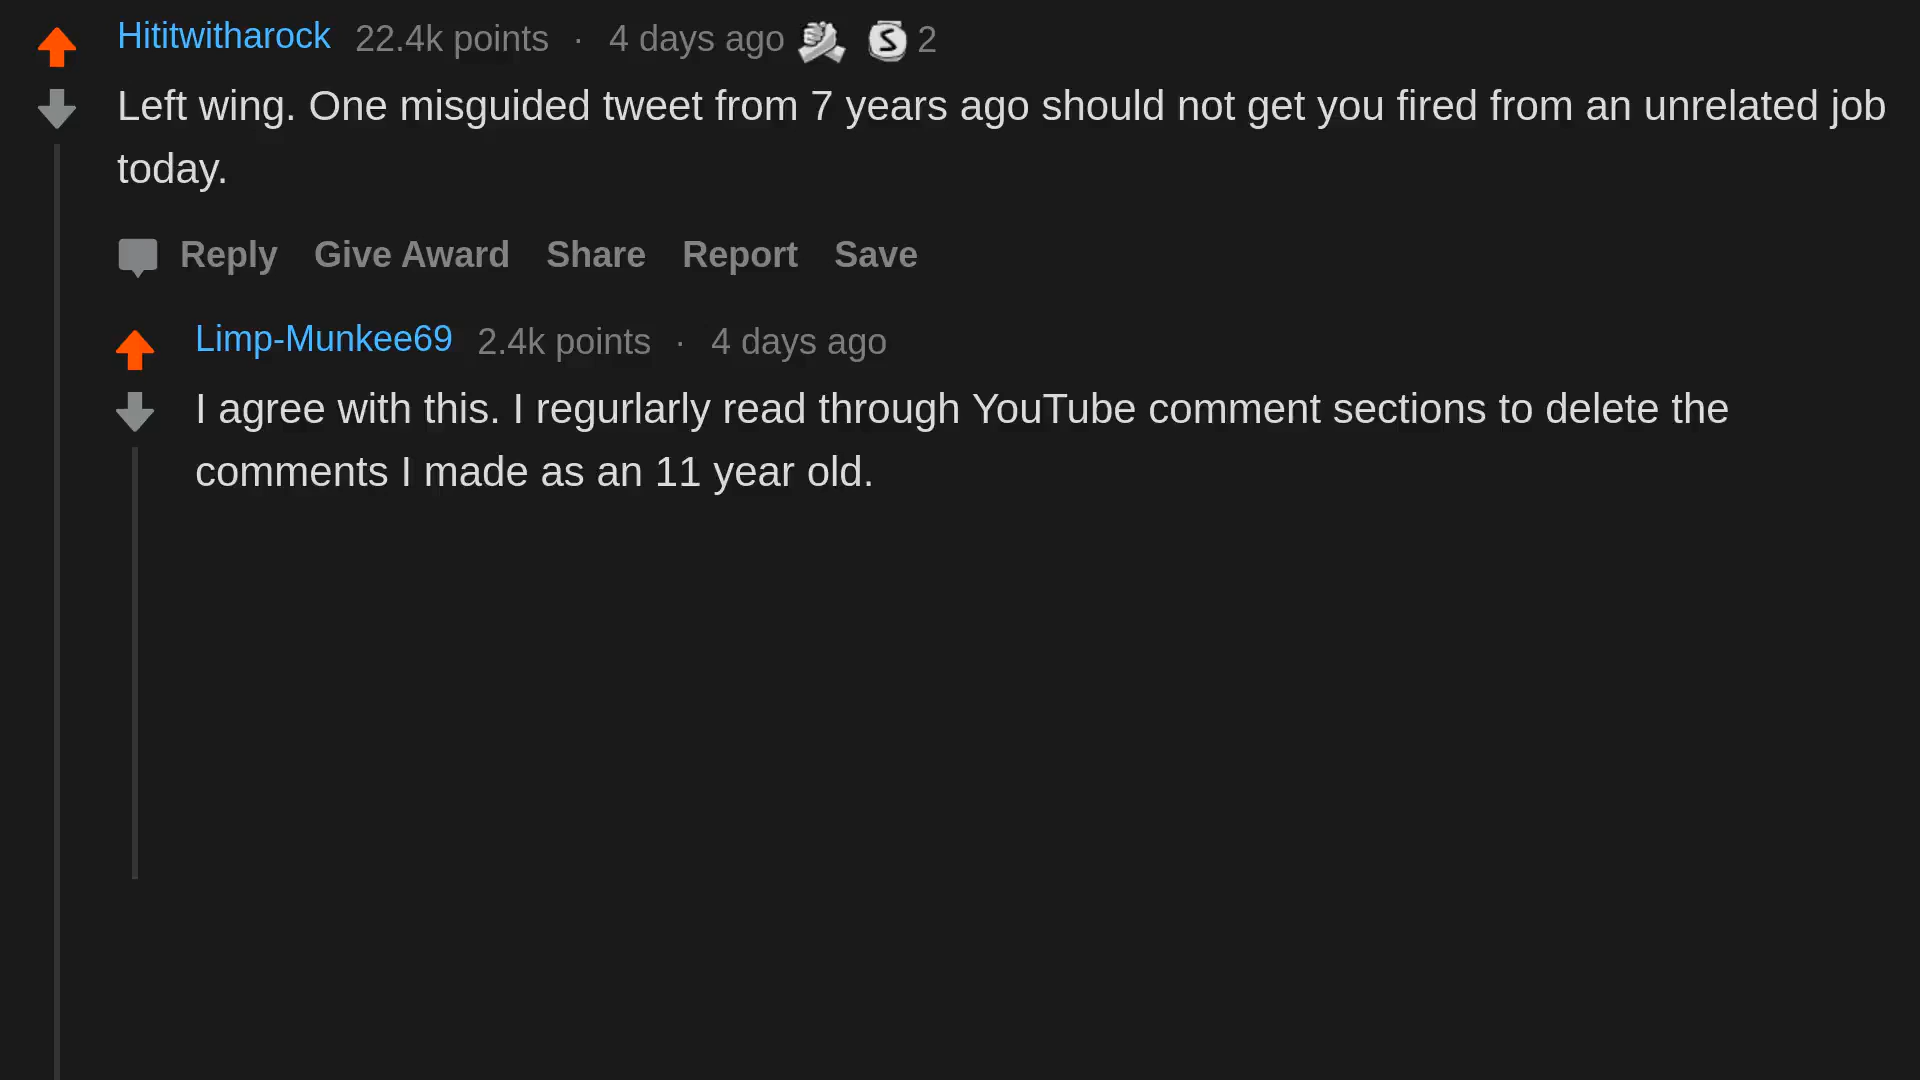 Hititwitharock 22.4k points · 4 days ago S 2
Left wing. One misguided tweet from 7 years ago should not get you fired from an unrelated job
today.
Reply Give Award Share Report Save
Limp-Munkee69 2.4k points · 4 days ago
I agree with this. I regurlarly read through YouTube comment sections to delete the
comments I made as an 11 year old.